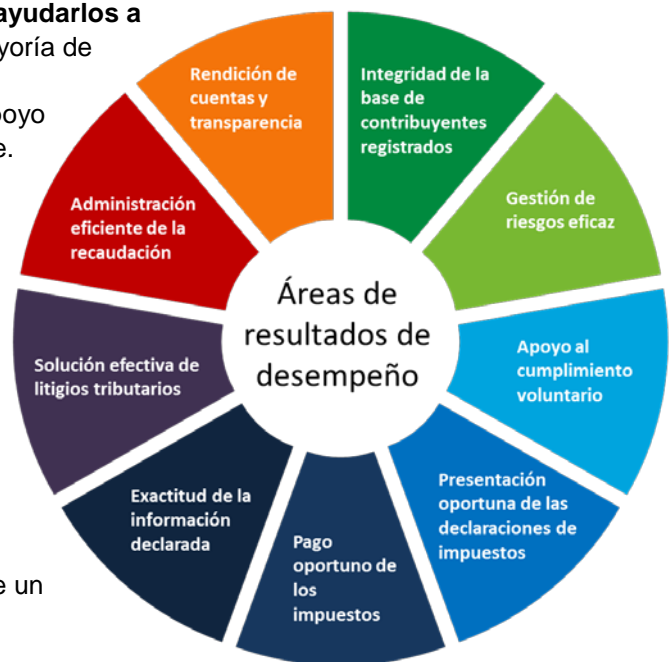 ayudarlos a
yoría de
poyo
e.
e un
Áreas de
resultados de
desempeño
Integridad de la
base de
contribuyentes
registrados
Gestión de
riesgos eficaz
Apoyo al
cumplimiento
voluntario
Presentación
oportuna de las
declaraciones de
impuestos
Pago
oportuno de
los
impuestos
Exactitud de la
información
declarada
Solución efectiva de
litigios tributarios
Administración
eficiente de la
recaudación
Rendición de
cuentas y
transparencia